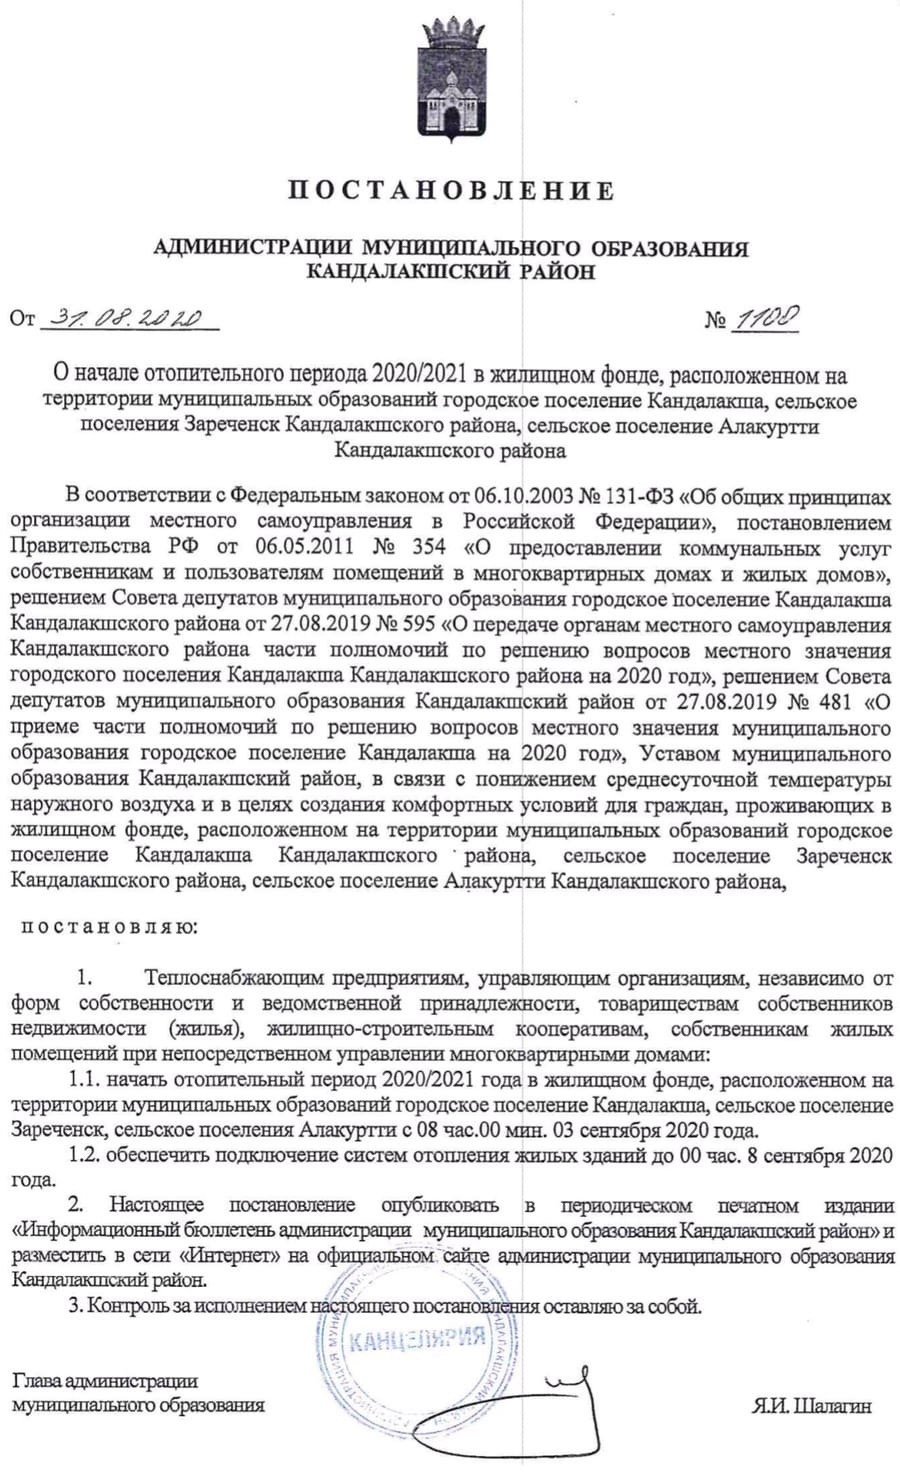 ПОСТАНОВЛЕНИЕ
АДМИНИСТРАЦИИ МУНИЦИПАЛЬНОГО ОБРАЗОВАНИЯ
КАНДАЛАКШСКИЙ РАЙОН
От 31.08.2020 № 1108
О начале отопительного периода 2020/2021 в жилищном фонде, расположенном на
территории муниципальных образований городское поселение Кандалакша, сельское
поселения Зареченск Кандалакшского района, сельское поселение Алакуртти
Кандалакшского района
В соответствии с Федеральным законом от 06.10.2003 № 131-ФЗ «Об общих принципах
организации местного самоуправления в Российской Федерации», постановлением
Правительства РФ от 06.05.2011 № 354 «О предоставлении коммунальных услуг
собственникам и пользователям помещений в многоквартирных домах и жилых домов»,
решением Совета депутатов муниципального образования городское поселение Кандалакша
Кандалакшского района от 27.08.2019 № 595 «О передаче органам местного самоуправления
Кандалакшского района части полномочий по решению вопросов местного значения
городского поселения Кандалакша Кандалакшского района на 2020 год», решением Совета
депутатов муниципального образования Кандалакшский район от 27.08.2019 № 481 «О
приеме части полномочий по решению вопросов местного значения муниципального
образования городское поселение Кандалакша на 2020 год», Уставом муниципального
образования Кандалакшский район, в связи с понижением среднесуточной температуры
наружного воздуха и в целях создания комфортных условий для граждан, проживающих в
жилищном фонде, расположенном на территории муниципальных образований городское
поселение Кандалакша Кандалакшского района, сельское поселение Зареченск
Кандалакшского района, сельское поселение Алакуртти Кандалакшского района,
постановляю:
1. Теплоснабжающим предприятиям, управляющим организациям, независимо от
форм собственности и ведомственной принадлежности, товариществам собственников
недвижимости (жилья), жилищно-строительным кооперативам, собственникам жилых
помещений при непосредственном управлении многоквартирными домами:
1.1. начать отопительный период 2020/2021 года в жилищном фонде, расположенном на
территории муниципальных образований городское поселение Кандалакша, сельское поселение
Зареченск, сельское поселения Алакуртти с 08 час.00 мин. 03 сентября 2020 года.
1.2. обеспечить подключение систем отопления жилых зданий до 00 час. 8 сентября 2020
года.
2. Настоящее постановление опубликовать в периодическом печатном издании
«Информационный бюллетень администрации муниципального образования Кандалакшский район» и
разместить в сети «Интернет» на официальном сайте администрации муниципального образования
Кандалакшский район.
3. Контроль за исполнением настоящего постановления оставляю за собой.
КАНЦЕЛЯРИЯ
Глава администрации
муниципального образования Я.И. Шалагин